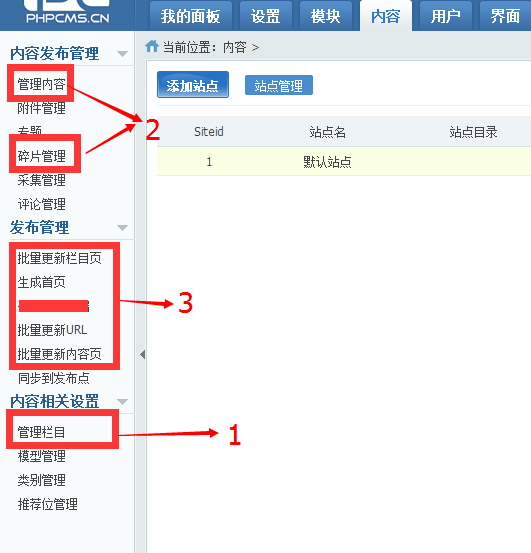 PHPCMS.CN
我的面板 设置 模块 内容 用户 界面
内容发布管理
当前位置：内容 >
管理内容
附件管理
专题
碎片管理
采集管理
评论管理
添加站点 站点管理
Siteid 站点名 站点目录
1 默认站点
2
发布管理
批量更新栏目页
生成首页
批量更新URL
批量更新内容页
同步到发布点
3
内容相关设置
管理栏目
模型管理
类别管理
推荐位管理
1